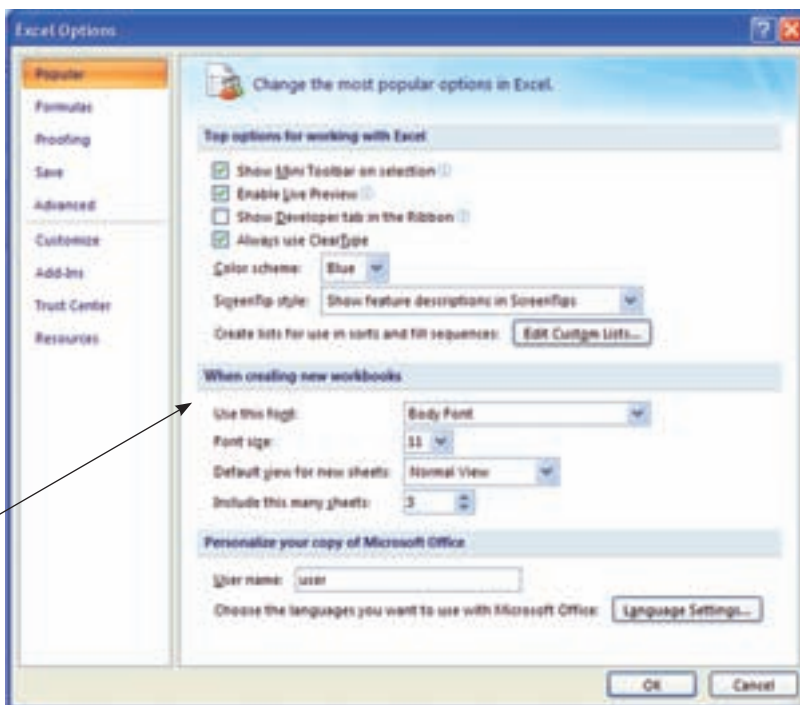 Excel Options
Popular
Formulas
Proofing
Save
Advanced
Customize
Add-Ins
Trust Center
Resources
Change the most popular options in Excel.
Top options for working with Excel
Show Mini Toolbar on selection
Enable Live Preview
Show Developer tab in the Ribbon
Always use ClearType
Color scheme: Blue
ScreenTip style: Show feature descriptions in ScreenTips
Create lists for use in sorts and fill sequences: Edit Custom Lists...
When creating new workbooks
Use this font: Body Font
Font size: 11
Default view for new sheets: Normal View
Include this many sheets: 3
Personalize your copy of Microsoft Office
User name: user
Choose the languages you want to use with Microsoft Office: Language Settings...
OK Cancel